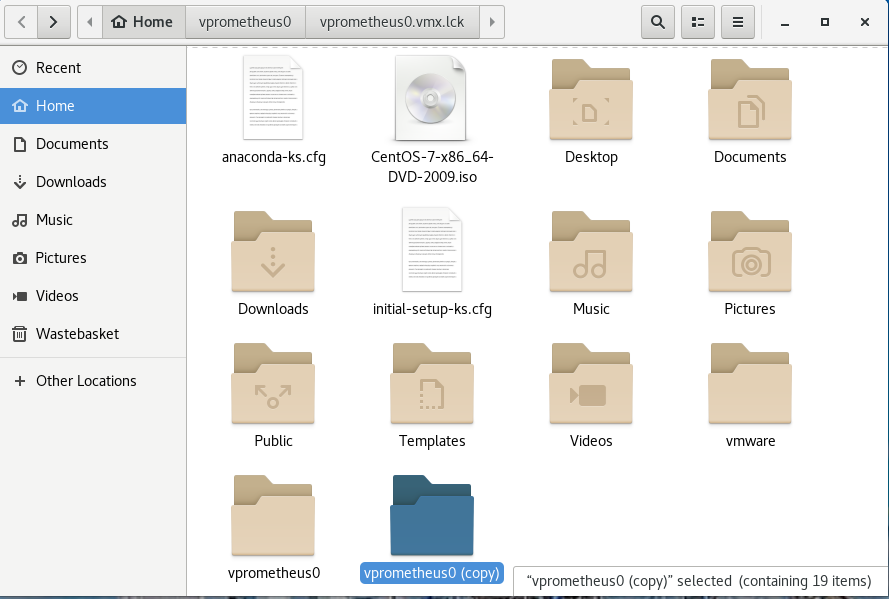 Home
vprometheus0
vprometheus0.vmx.lck
Recent
Home
Documents
Downloads
Music
Pictures
Videos
Wastebasket
Other Locations
anaconda-ks.cfg
CentOS-7-x86_64-
DVD-2009.iso
Desktop
Documents
Downloads
initial-setup-ks.cfg
Music
Pictures
Public
Templates
Videos
vmware
vprometheus0
vprometheus0 (copy)
“vprometheus0 (copy)” selected (containing 19 items)